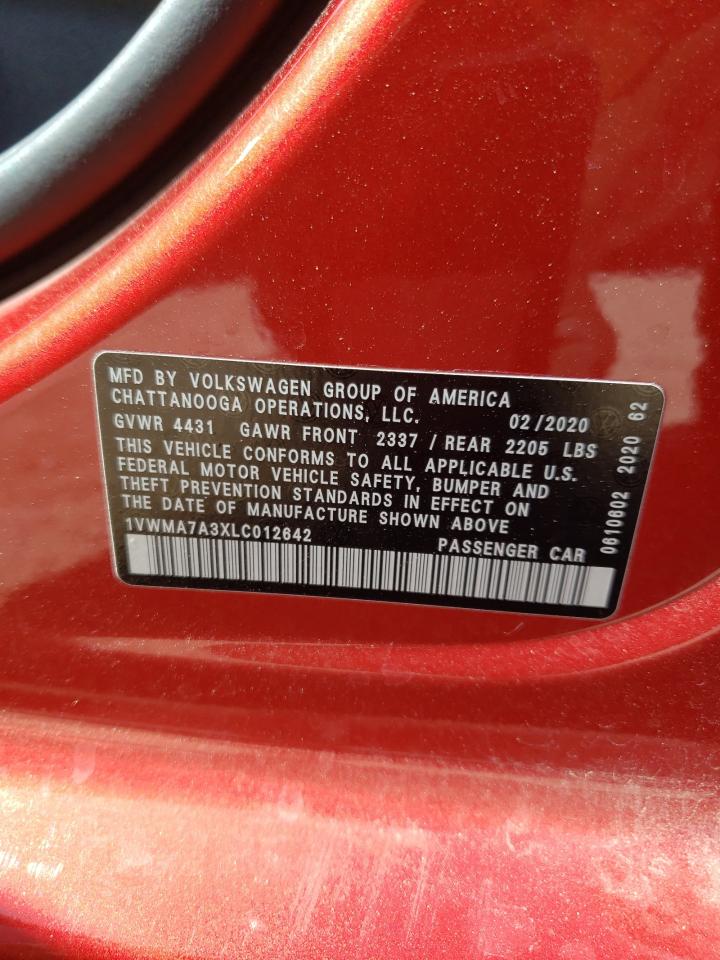 MFD BY VOLKSWAGEN GROUP OF AMERICA
CHATTANOOGA OPERATIONS, LLC. 02/2020
GVWR 4431 GAWR FRONT 2337 / REAR 2205 LBS
THIS VEHICLE CONFORMS TO ALL APPLICABLE U.S.
FEDERAL MOTOR VEHICLE SAFETY, BUMPER AND
THEFT PREVENTION STANDARDS IN EFFECT ON
THE DATE OF MANUFACTURE SHOWN ABOVE
1VWMA7A3XLC012642 PASSENGER CAR
0610602 2020 62